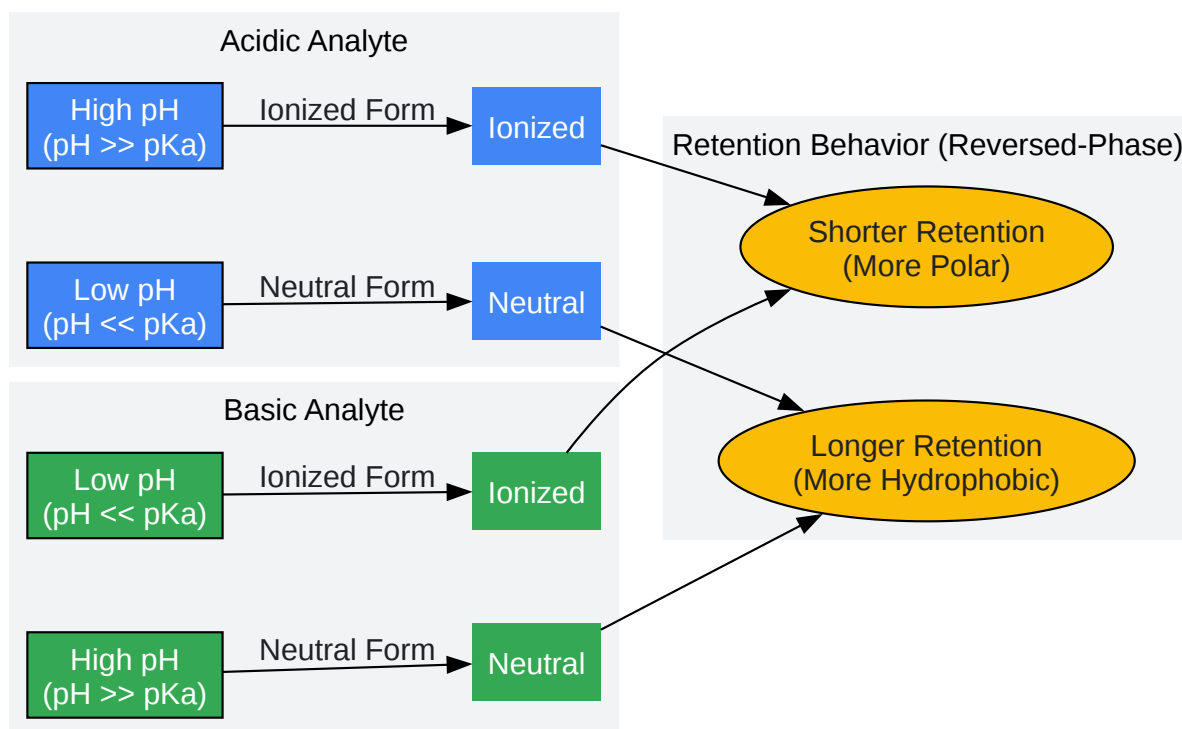 Acidic Analyte
High pH
(pH >> pKa)
Ionized Form
Ionized
Low pH
(pH << pKa)
Neutral Form
Neutral
Basic Analyte
Low pH
(pH << pKa)
Ionized Form
Ionized
High pH
(pH >> pKa)
Neutral Form
Neutral
Retention Behavior (Reversed-Phase)
Shorter Retention
(More Polar)
Longer Retention
(More Hydrophobic)